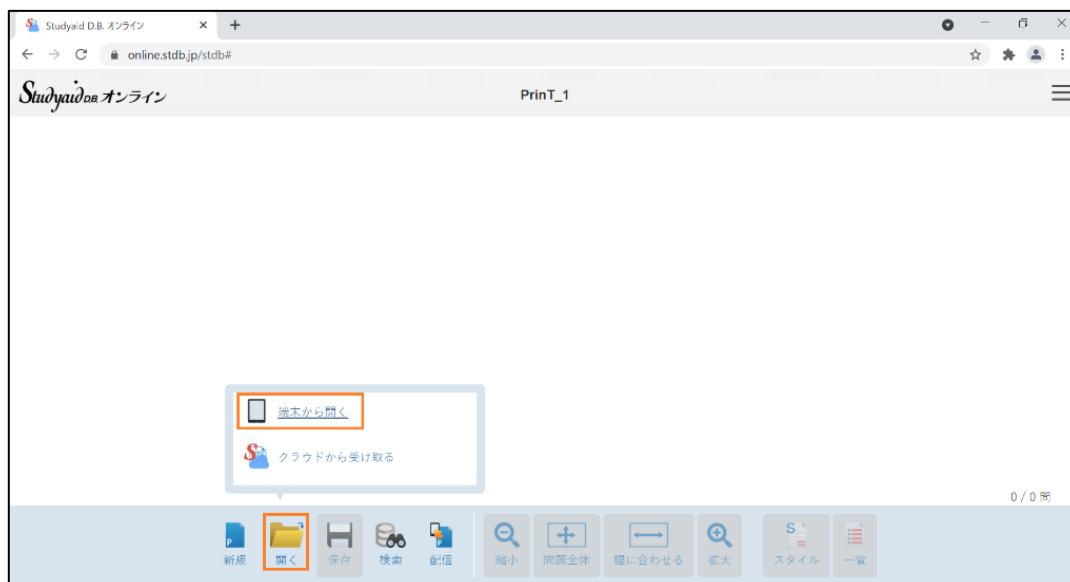 Studyaid D.B. オンライン
online.stdb.jp/stdb#
Studyaid D.B. オンライン
PrinT_1
端末から開く
クラウドから受け取る
0 / 0 問
新規 開く 保存 検索 配信 縮小 問題全体 幅に合わせる 拡大 スタイル 一覧